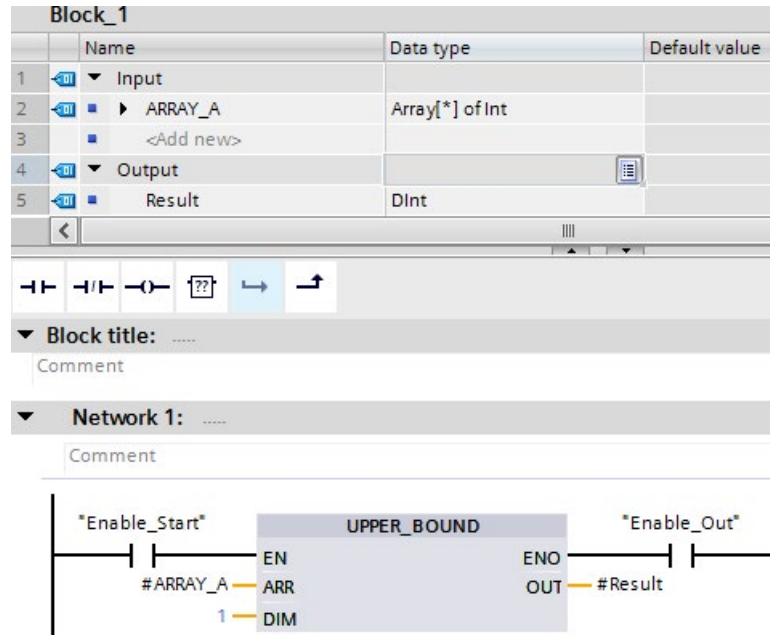 Block_1
Name Data type Default value
1 Input
2 ARRAY_A Array[*] of Int
3 <Add new>
4 Output
5 Result DInt
??
Block title: .....
Comment
Network 1: .....
Comment
"Enable_Start" UPPER_BOUND "Enable_Out"
EN ENO
#ARRAY_A ARR OUT #Result
1 DIM